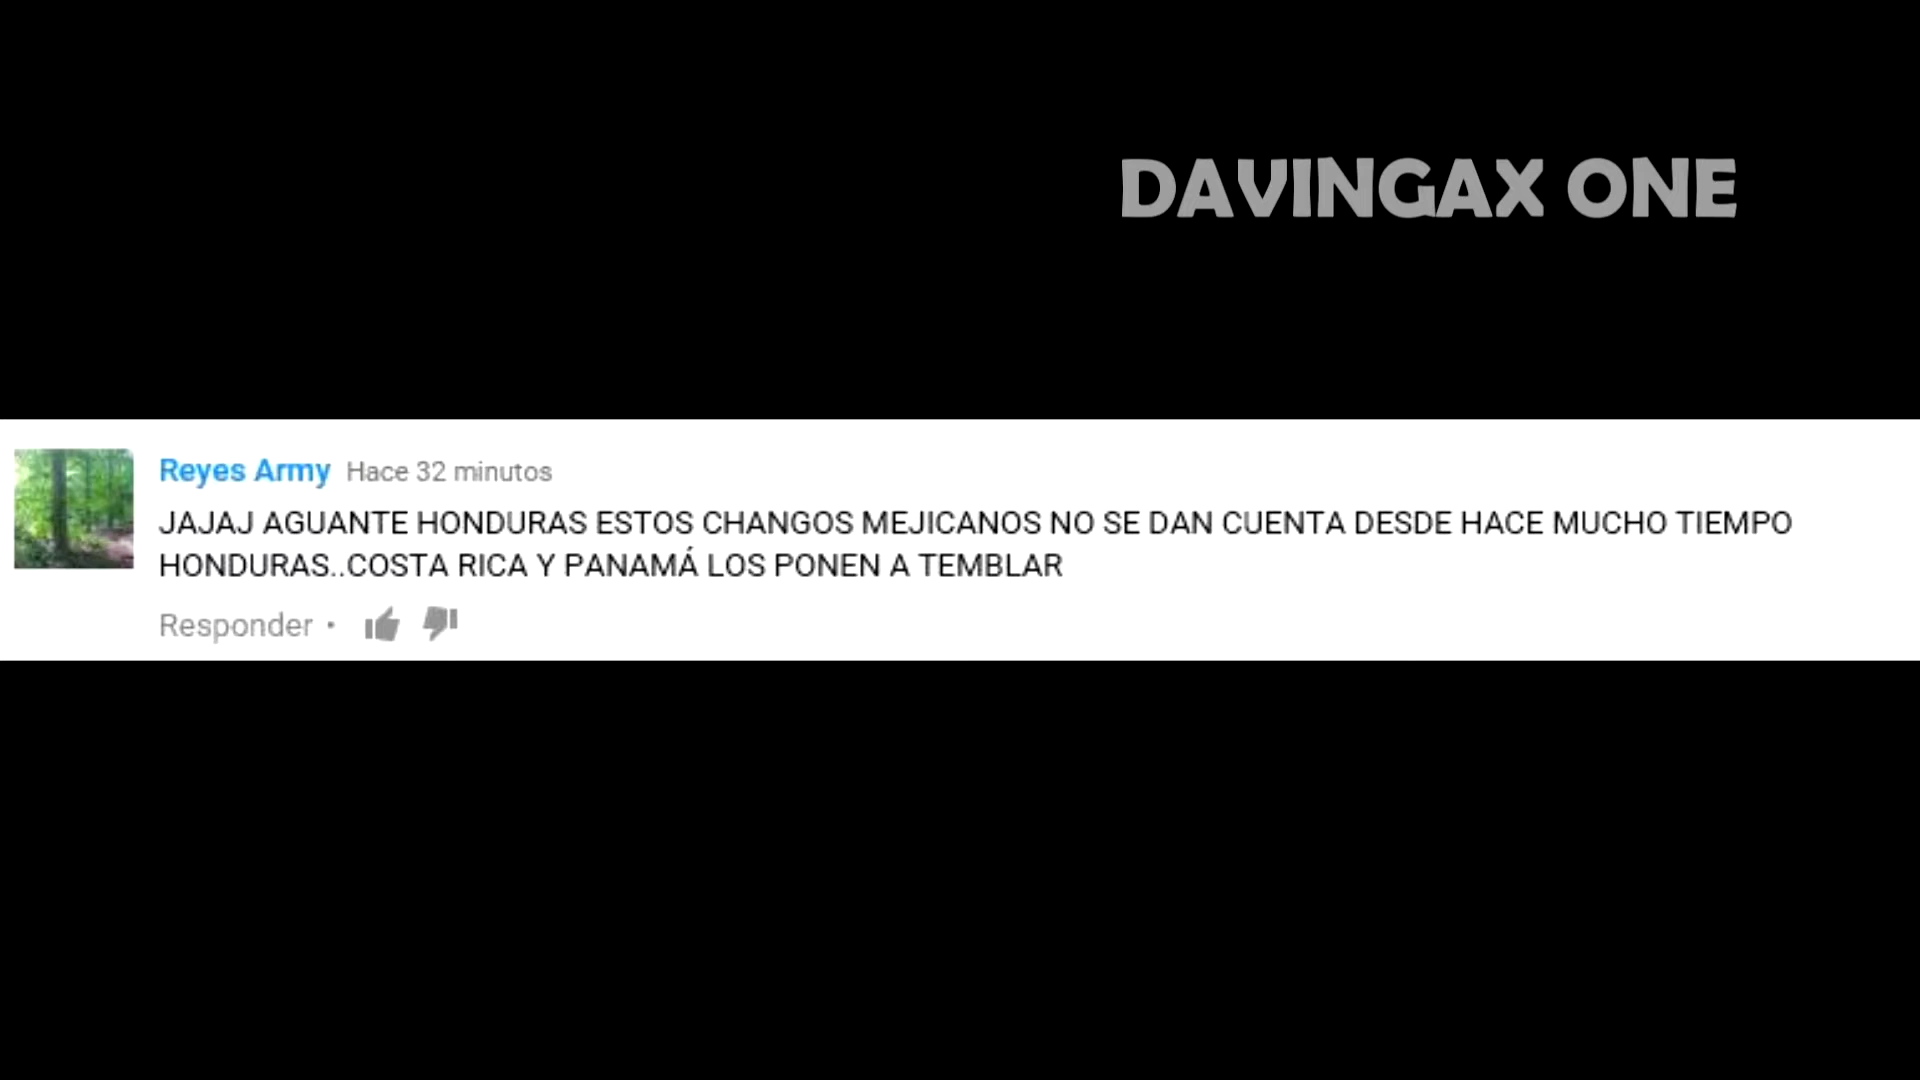 DAVINGAX ONE
Reyes Army Hace 32 minutos
JAJAJ AGUANTE HONDURAS ESTOS CHANGOS MEJICANOS NO SE DAN CUENTA DESDE HACE MUCHO TIEMPO
HONDURAS..COSTA RICA Y PANAMÁ LOS PONEN A TEMBLAR
Responder •